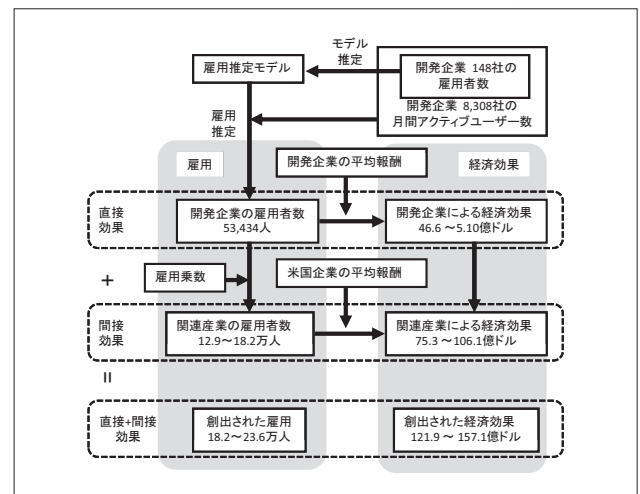 モデル
推定
雇用推定モデル
開発企業 148社の
雇用者数
開発企業 8,308社の
月間アクティブユーザー数
雇用
推定
雇用
開発企業の平均報酬
経済効果
直接
効果
開発企業の雇用者数
53,434人
開発企業による経済効果
46.6 ~5.10億ドル
+
雇用乗数
米国企業の平均報酬
間接
効果
関連産業の雇用者数
12.9~18.2万人
関連産業による経済効果
75.3 ~106.1億ドル
=
直接+間接
効果
創出された雇用
18.2~23.6万人
創出された経済効果
121.9 ~ 157.1億ドル